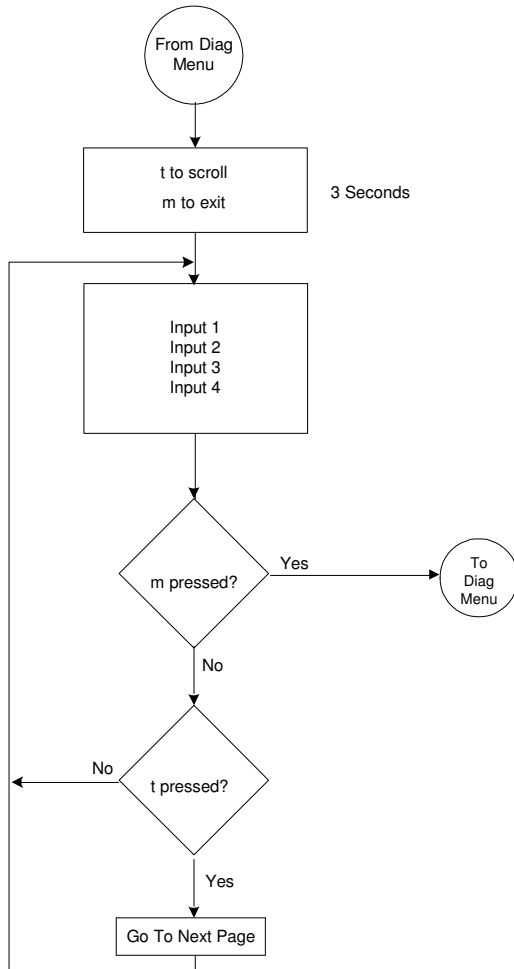 From Diag
Menu
t to scroll
m to exit
3 Seconds
Input 1
Input 2
Input 3
Input 4
m pressed?
Yes
To
Diag
Menu
No
t pressed?
No
Yes
Go To Next Page